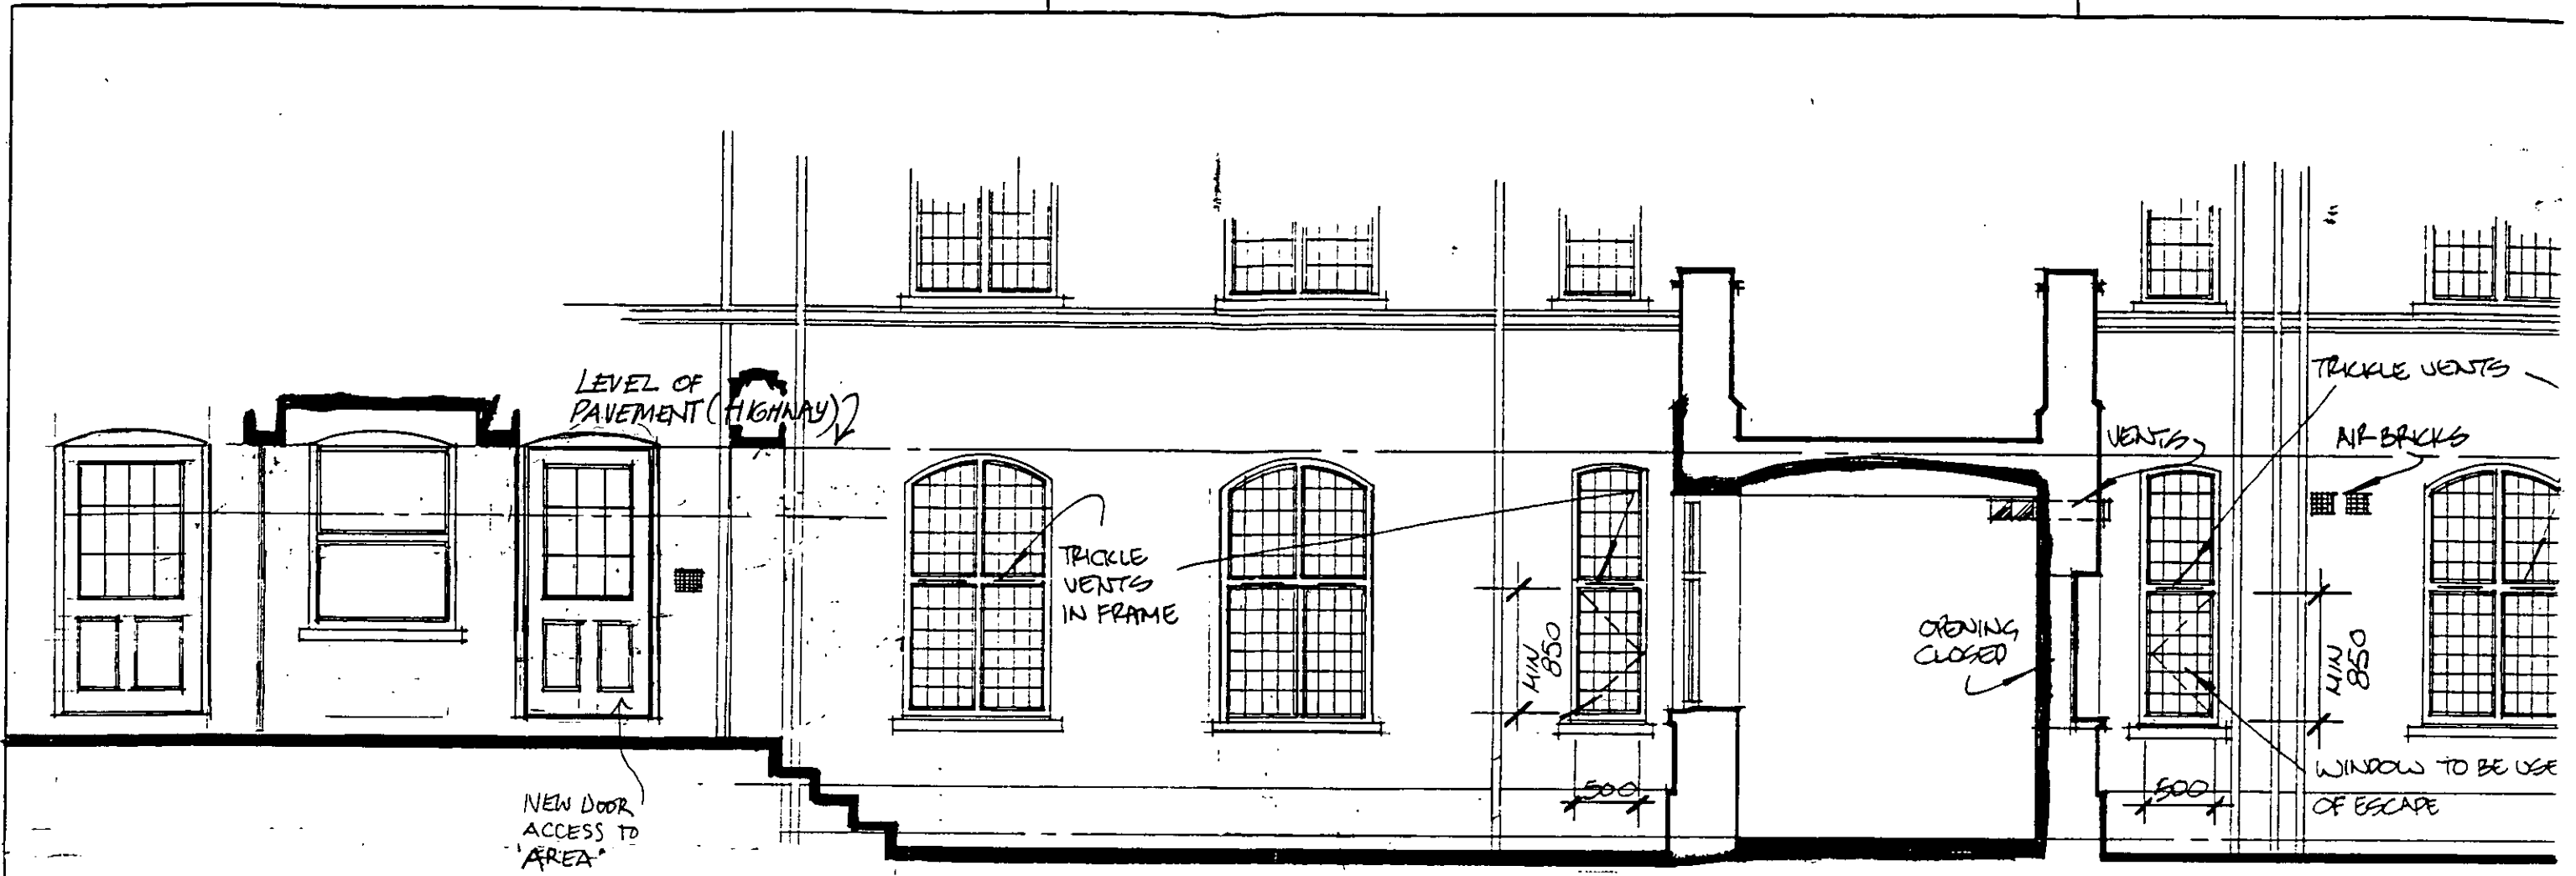 LEVEL OF
PAVEMENT (HIGHWAY)
TRICKLE VENTS
VENTS
AIR BRICKS
TRICKLE
VENTS
IN FRAME
MIN
850
OPENING
CLOSED
MIN
850
NEW DOOR
ACCESS TO
"AREA"
500
500
WINDOW TO BE USE
OF ESCAPE